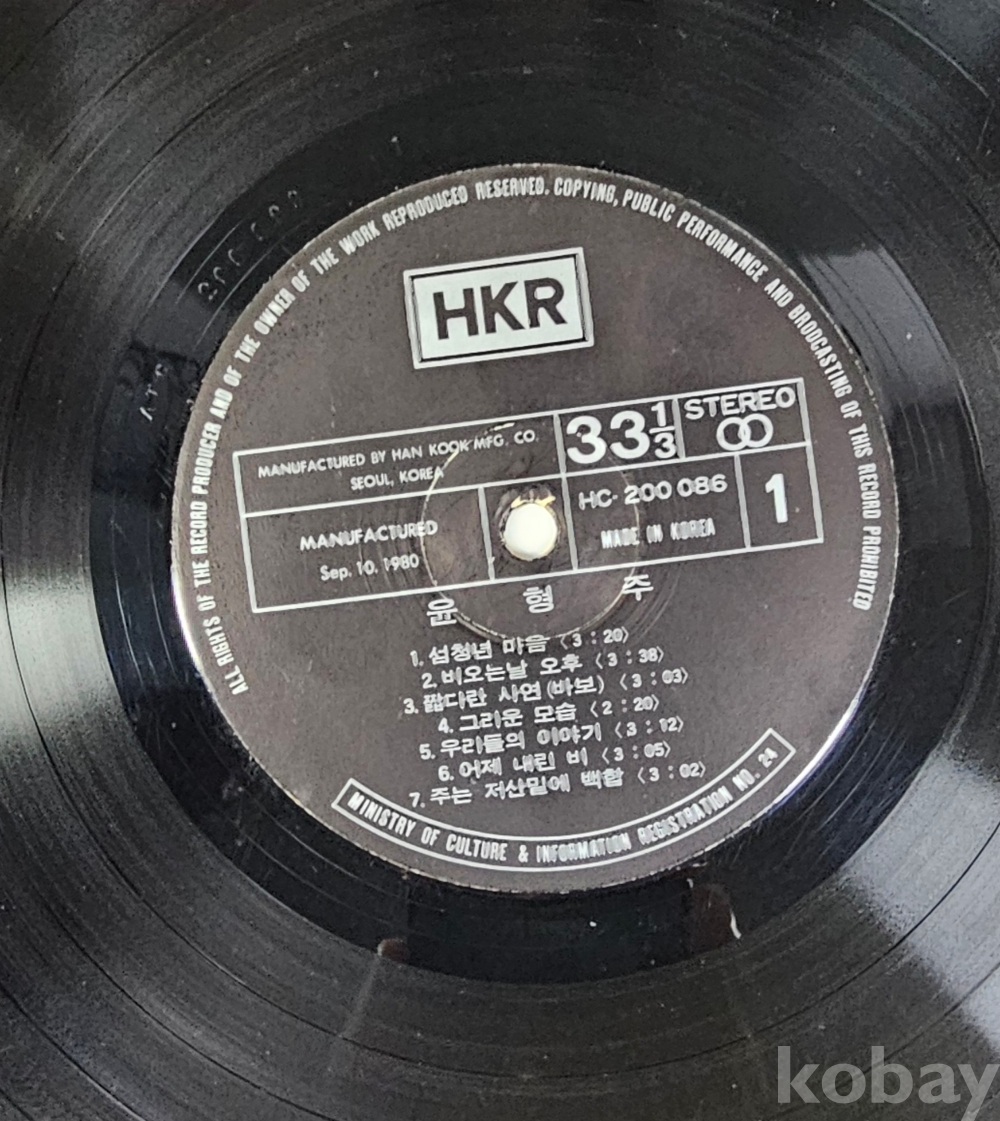 ALL RIGHTS OF THE RECORD PRODUCER AND OF THE OWNER OF THE WORK REPRODUCED RESERVED. COPYING, PUBLIC PERFORMANCE AND BRODCASTING OF THIS RECORD PROHIBITED
HKR
MANUFACTURED BY HAN KOOK MFG. CO.
SEOUL, KOREA
33 1/3
STEREO
MANUFACTURED
Sep. 10. 1980
HC-200 086
MADE IN KOREA
1
윤 형 주
1. 섬청년 마음 〈3 : 20〉
2. 비오는날 오후 〈3 : 38〉
3. 짧다란 사연 (바보) 〈3 : 03〉
4. 그리운 모습 〈2 : 20〉
5. 우리들의 이야기 〈3 : 12〉
6. 어제 내린 비 〈3 : 05〉
7. 주는 저산밑에 백합 〈3 : 02〉
MINISTRY OF CULTURE & INFORMATION REGISTRATION NO. 24
kobay